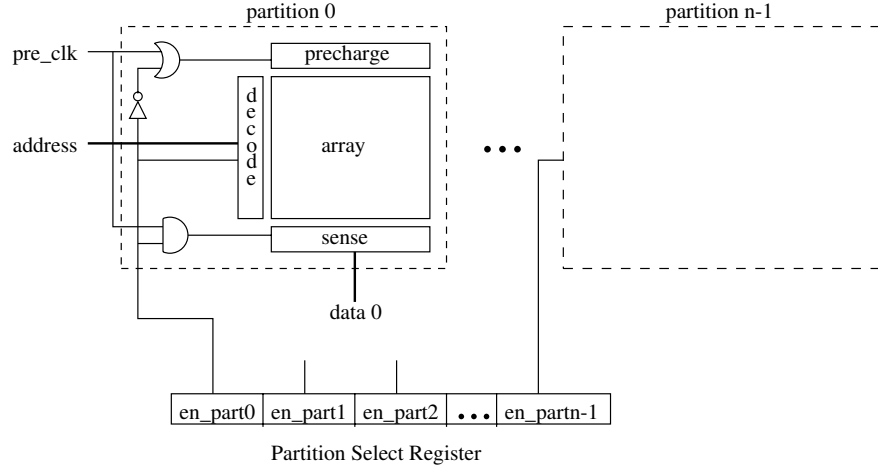 partition 0
partition n-1
pre_clk
precharge
decode
address
array
sense
data 0
en_part0 en_part1 en_part2 en_partn-1
Partition Select Register